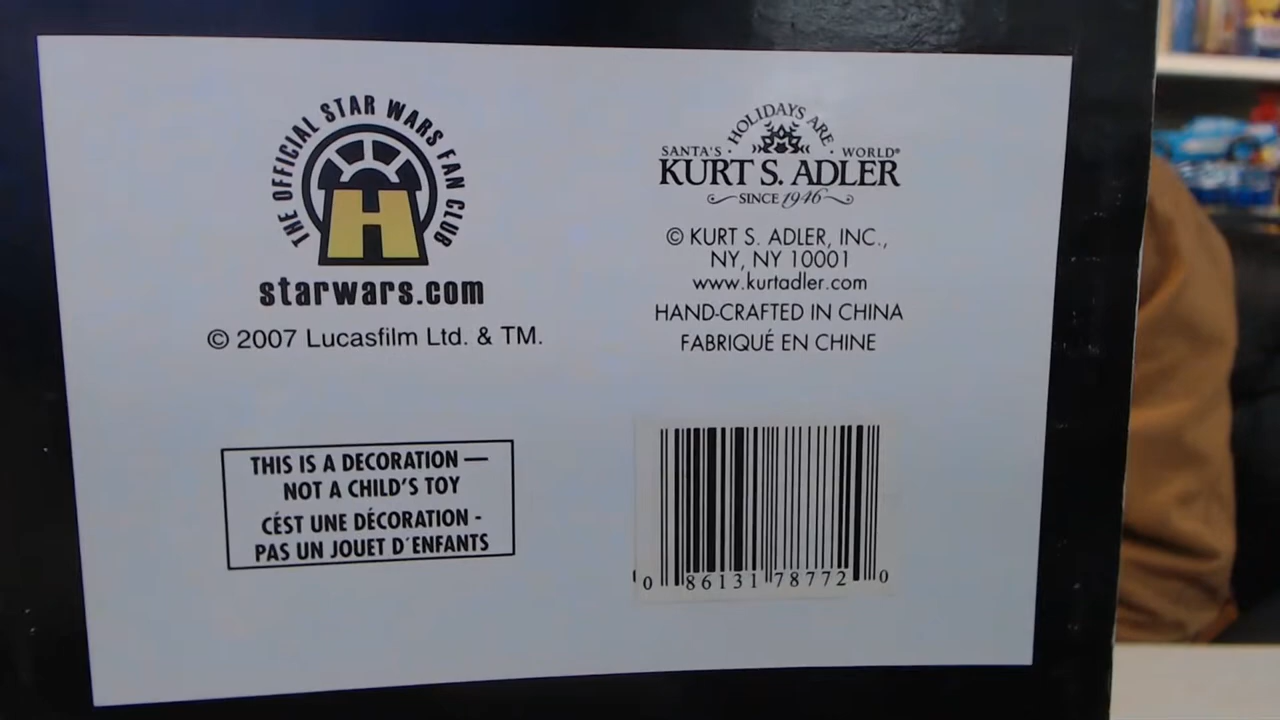 THE OFFICIAL STAR WARS FAN CLUB
H
starwars.com
© 2007 Lucasfilm Ltd. & TM.
THIS IS A DECORATION —
NOT A CHILD'S TOY
CÉST UNE DÉCORATION -
PAS UN JOUET D'ENFANTS
HOLIDAYS ARE
SANTA'S · · WORLD®
KURT S. ADLER
SINCE 1946
© KURT S. ADLER, INC.,
NY, NY 10001
www.kurtadler.com
HAND-CRAFTED IN CHINA
FABRIQUÉ EN CHINE
0 86131 78772 0